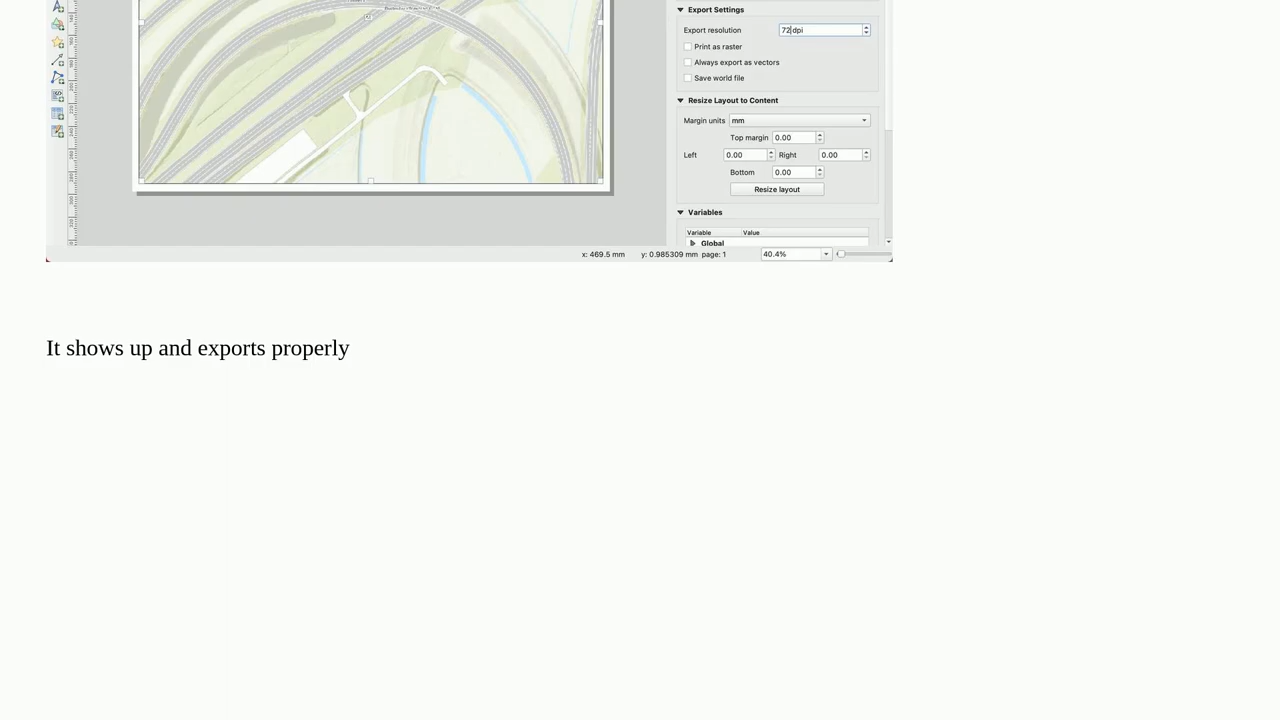 Export Settings
Export resolution 72 dpi
Print as raster
Always export as vectors
Save world file
Resize Layout to Content
Margin units mm
Top margin 0.00
Left 0.00 Right 0.00
Bottom 0.00
Resize layout
Variables
Variable Value
Global
x: 469.5 mm y: 0.985309 mm page: 1 40.4%
It shows up and exports properly